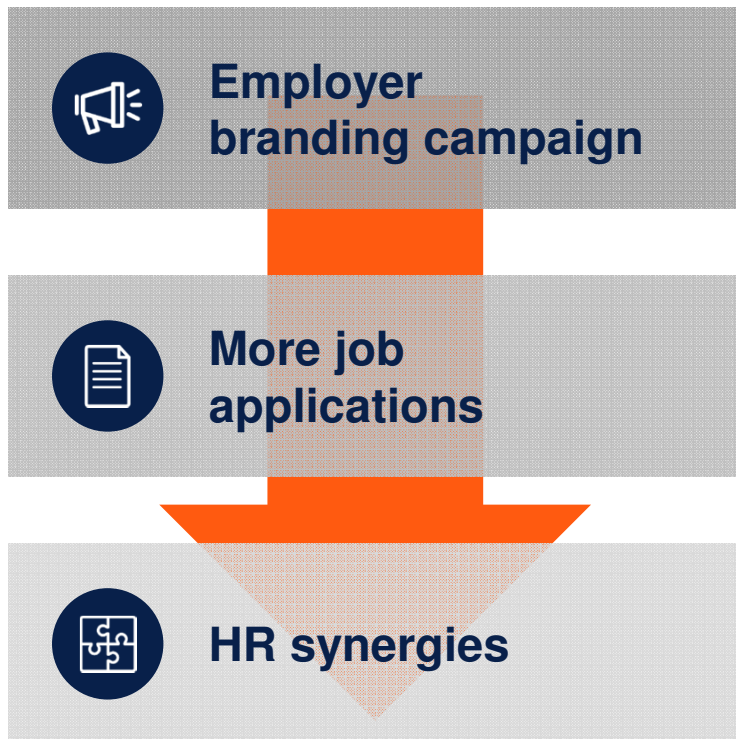 Employer
branding campaign
More job
applications
HR synergies